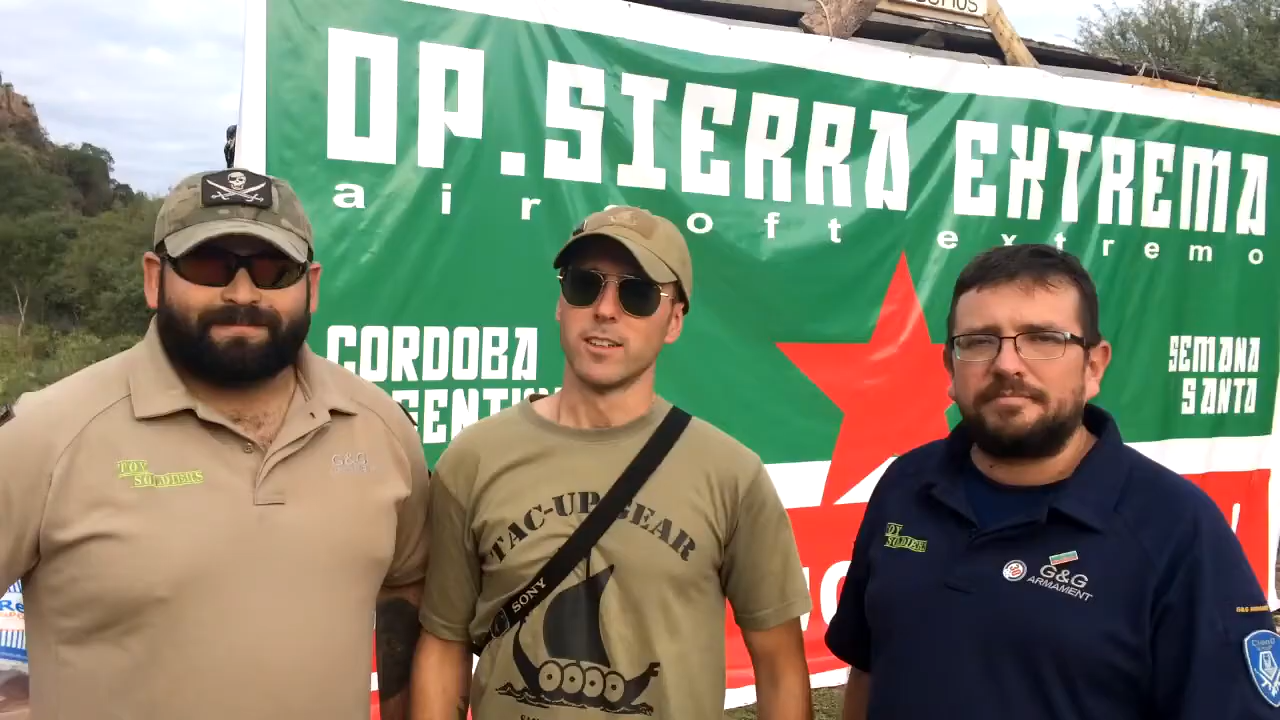 OP. SIERRA EXTREMA
airsoft extremo
CORDOBA
SEMANA
SANTA
TOY
SOLDIERS
G&G
TAC-UP GEAR
SONY
TOY
SOLDIERS
G&G
ARMAMENT